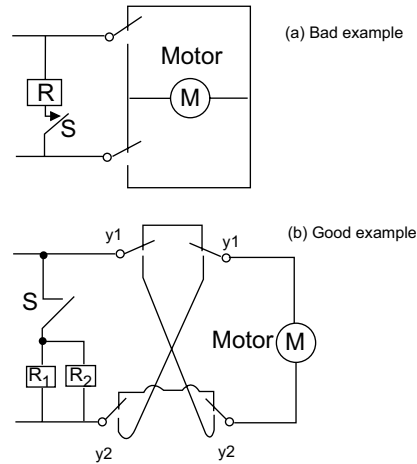 (a) Bad example
Motor
R
M
S
(b) Good example
y1
y1
S
Motor
M
R1
R2
y2
y2